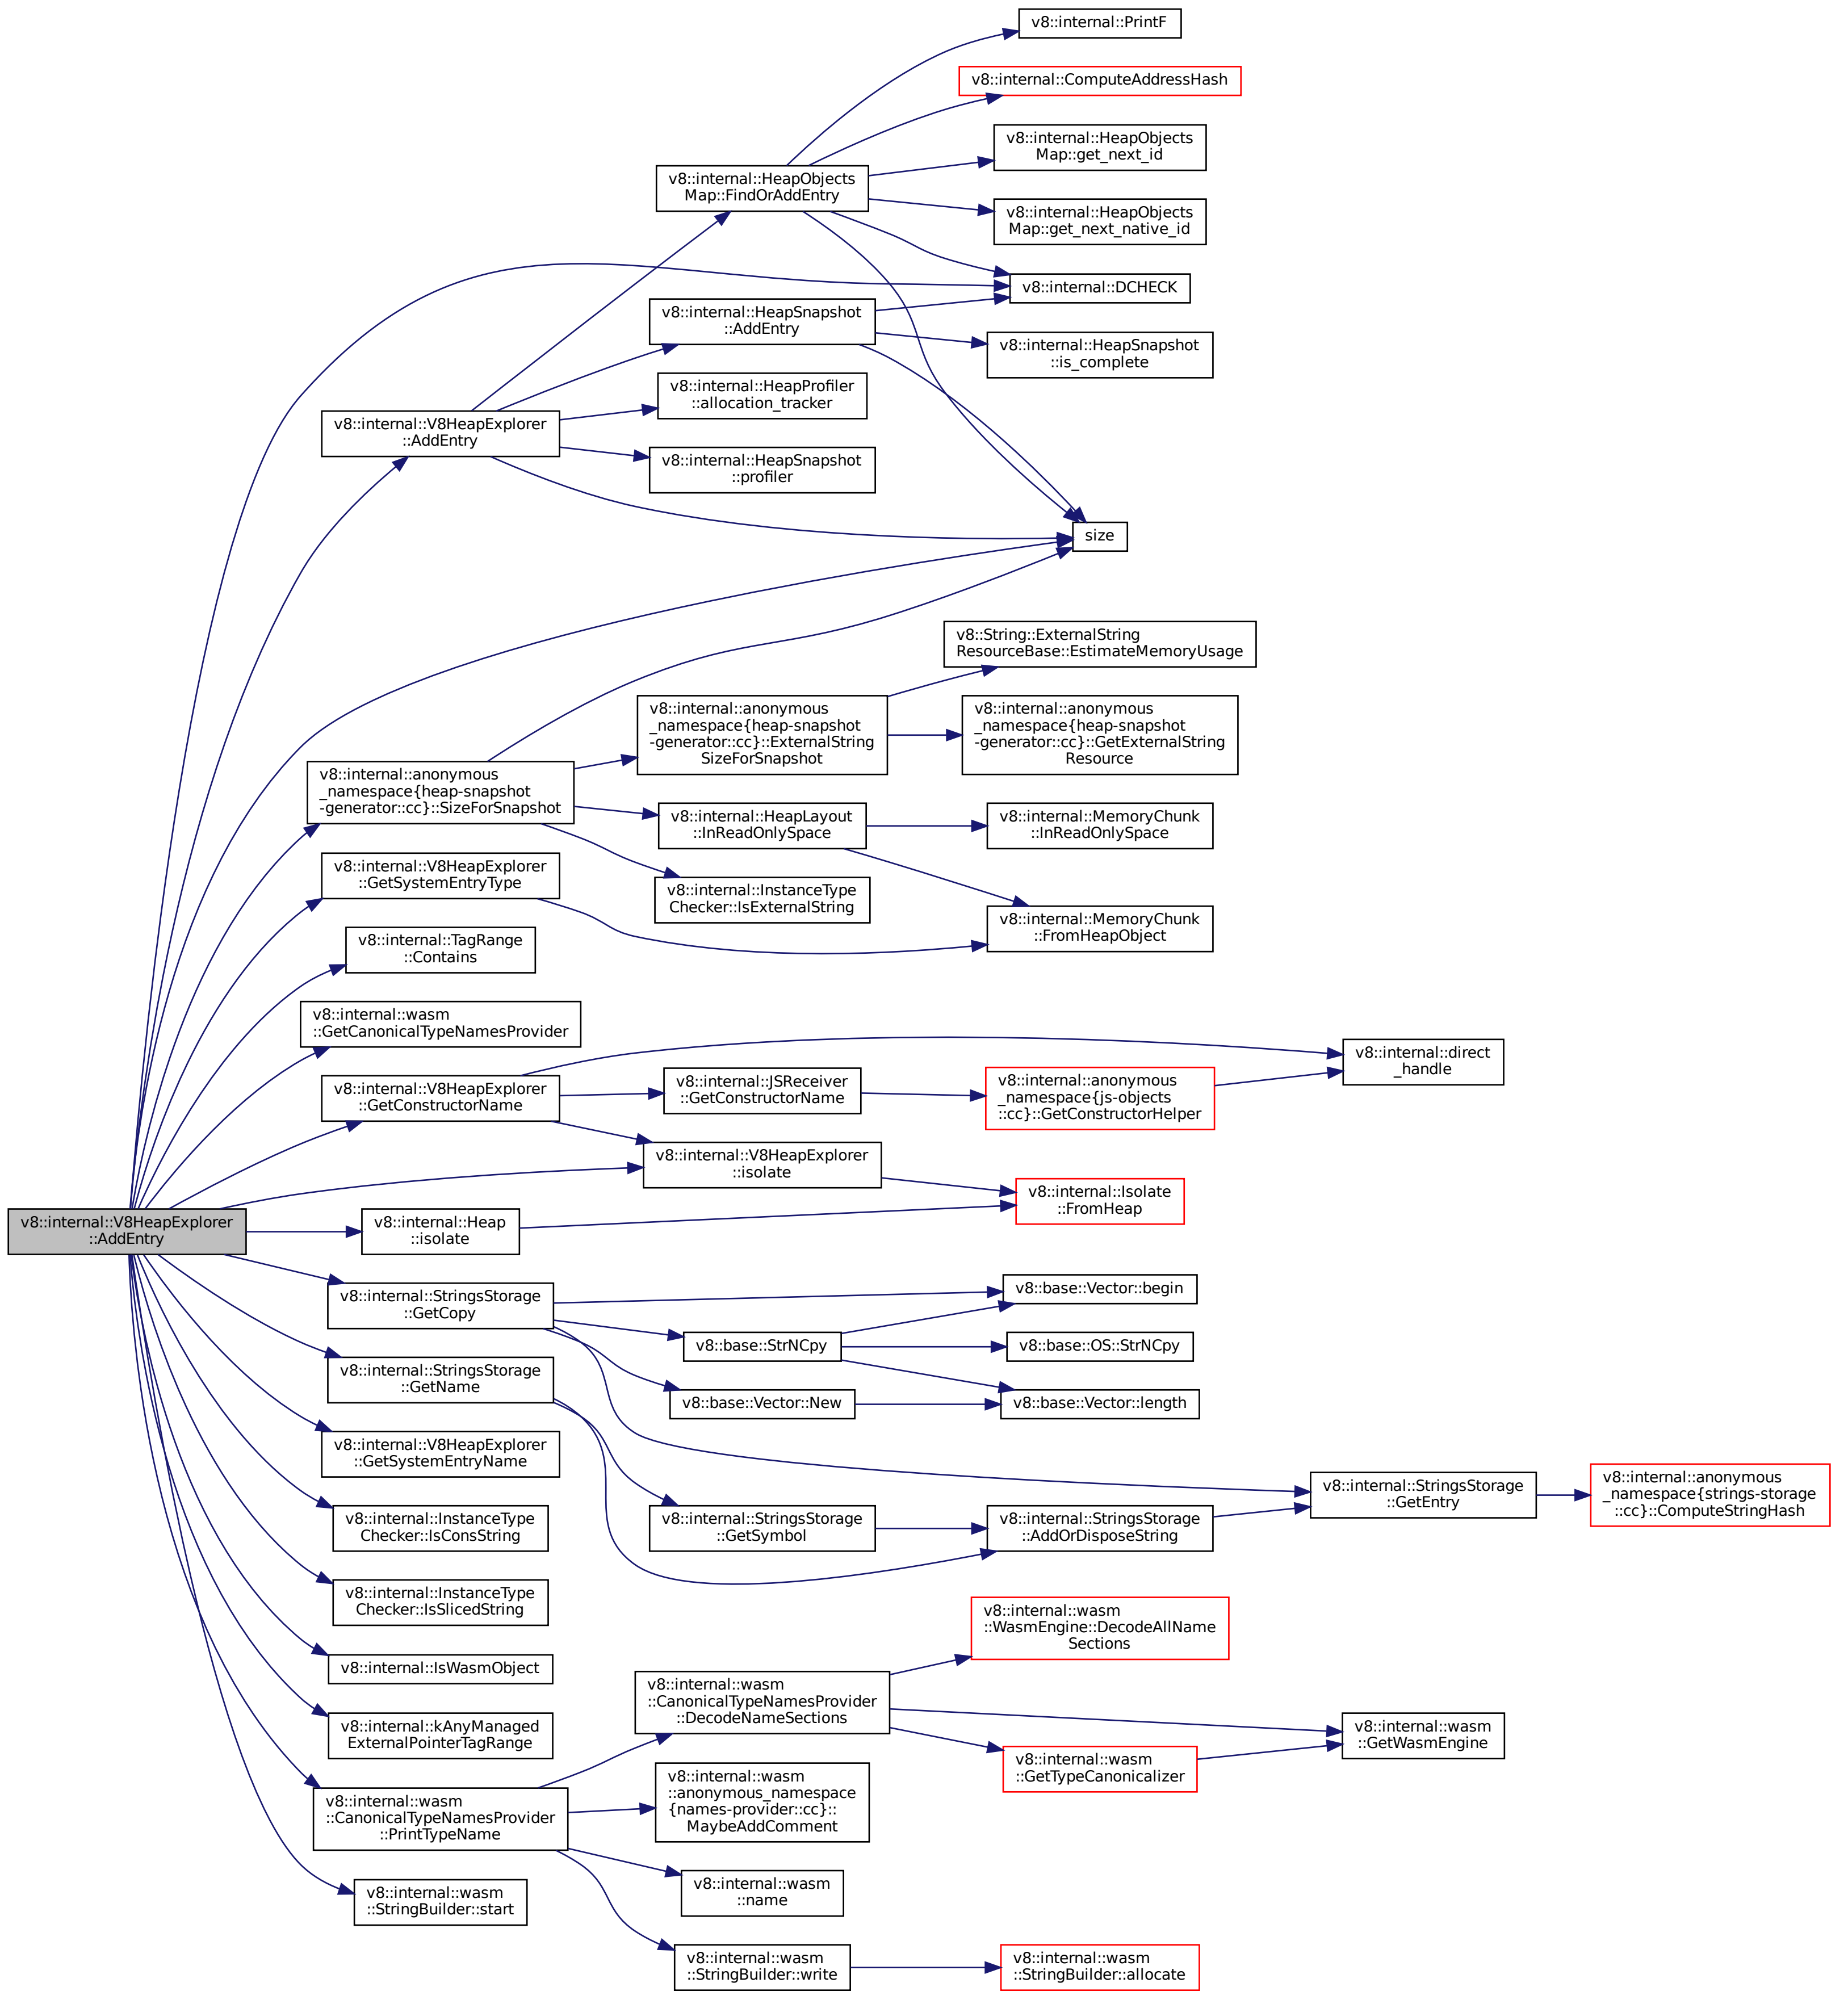 v8::internal::PrintF
v8::internal::ComputeAddressHash
v8::internal::HeapObjects
Map::get_next_id
v8::internal::HeapObjects
Map::FindOrAddEntry
v8::internal::HeapObjects
Map::get_next_native_id
v8::internal::DCHECK
v8::internal::HeapSnapshot
::AddEntry
v8::internal::HeapSnapshot
::is_complete
v8::internal::HeapProfiler
::allocation_tracker
v8::internal::V8HeapExplorer
::AddEntry
v8::internal::HeapSnapshot
::profiler
size
v8::String::ExternalString
ResourceBase::EstimateMemoryUsage
v8::internal::anonymous
_namespace{heap-snapshot
-generator::cc}::ExternalString
SizeForSnapshot
v8::internal::anonymous
_namespace{heap-snapshot
-generator::cc}::GetExternalString
Resource
v8::internal::anonymous
_namespace{heap-snapshot
-generator::cc}::SizeForSnapshot
v8::internal::HeapLayout
::InReadOnlySpace
v8::internal::MemoryChunk
::InReadOnlySpace
v8::internal::V8HeapExplorer
::GetSystemEntryType
v8::internal::InstanceType
Checker::IsExternalString
v8::internal::MemoryChunk
::FromHeapObject
v8::internal::TagRange
::Contains
v8::internal::wasm
::GetCanonicalTypeNamesProvider
v8::internal::direct
_handle
v8::internal::V8HeapExplorer
::GetConstructorName
v8::internal::JSReceiver
::GetConstructorName
v8::internal::anonymous
_namespace{js-objects
::cc}::GetConstructorHelper
v8::internal::V8HeapExplorer
::isolate
v8::internal::Isolate
::FromHeap
v8::internal::V8HeapExplorer
::AddEntry
v8::internal::Heap
::isolate
v8::internal::StringsStorage
::GetCopy
v8::base::Vector::begin
v8::base::StrNCpy
v8::base::OS::StrNCpy
v8::internal::StringsStorage
::GetName
v8::base::Vector::New
v8::base::Vector::length
v8::internal::V8HeapExplorer
::GetSystemEntryName
v8::internal::StringsStorage
::GetEntry
v8::internal::anonymous
_namespace{strings-storage
::cc}::ComputeStringHash
v8::internal::InstanceType
Checker::IsConsString
v8::internal::StringsStorage
::GetSymbol
v8::internal::StringsStorage
::AddOrDisposeString
v8::internal::InstanceType
Checker::IsSlicedString
v8::internal::wasm
::WasmEngine::DecodeAllName
Sections
v8::internal::IsWasmObject
v8::internal::wasm
::CanonicalTypeNamesProvider
::DecodeNameSections
v8::internal::kAnyManaged
ExternalPointerTagRange
v8::internal::wasm
::GetWasmEngine
v8::internal::wasm
::GetTypeCanonicalizer
v8::internal::wasm
::CanonicalTypeNamesProvider
::PrintTypeName
v8::internal::wasm
::anonymous_namespace
{names-provider::cc}::
MaybeAddComment
v8::internal::wasm
::name
v8::internal::wasm
::StringBuilder::start
v8::internal::wasm
::StringBuilder::write
v8::internal::wasm
::StringBuilder::allocate